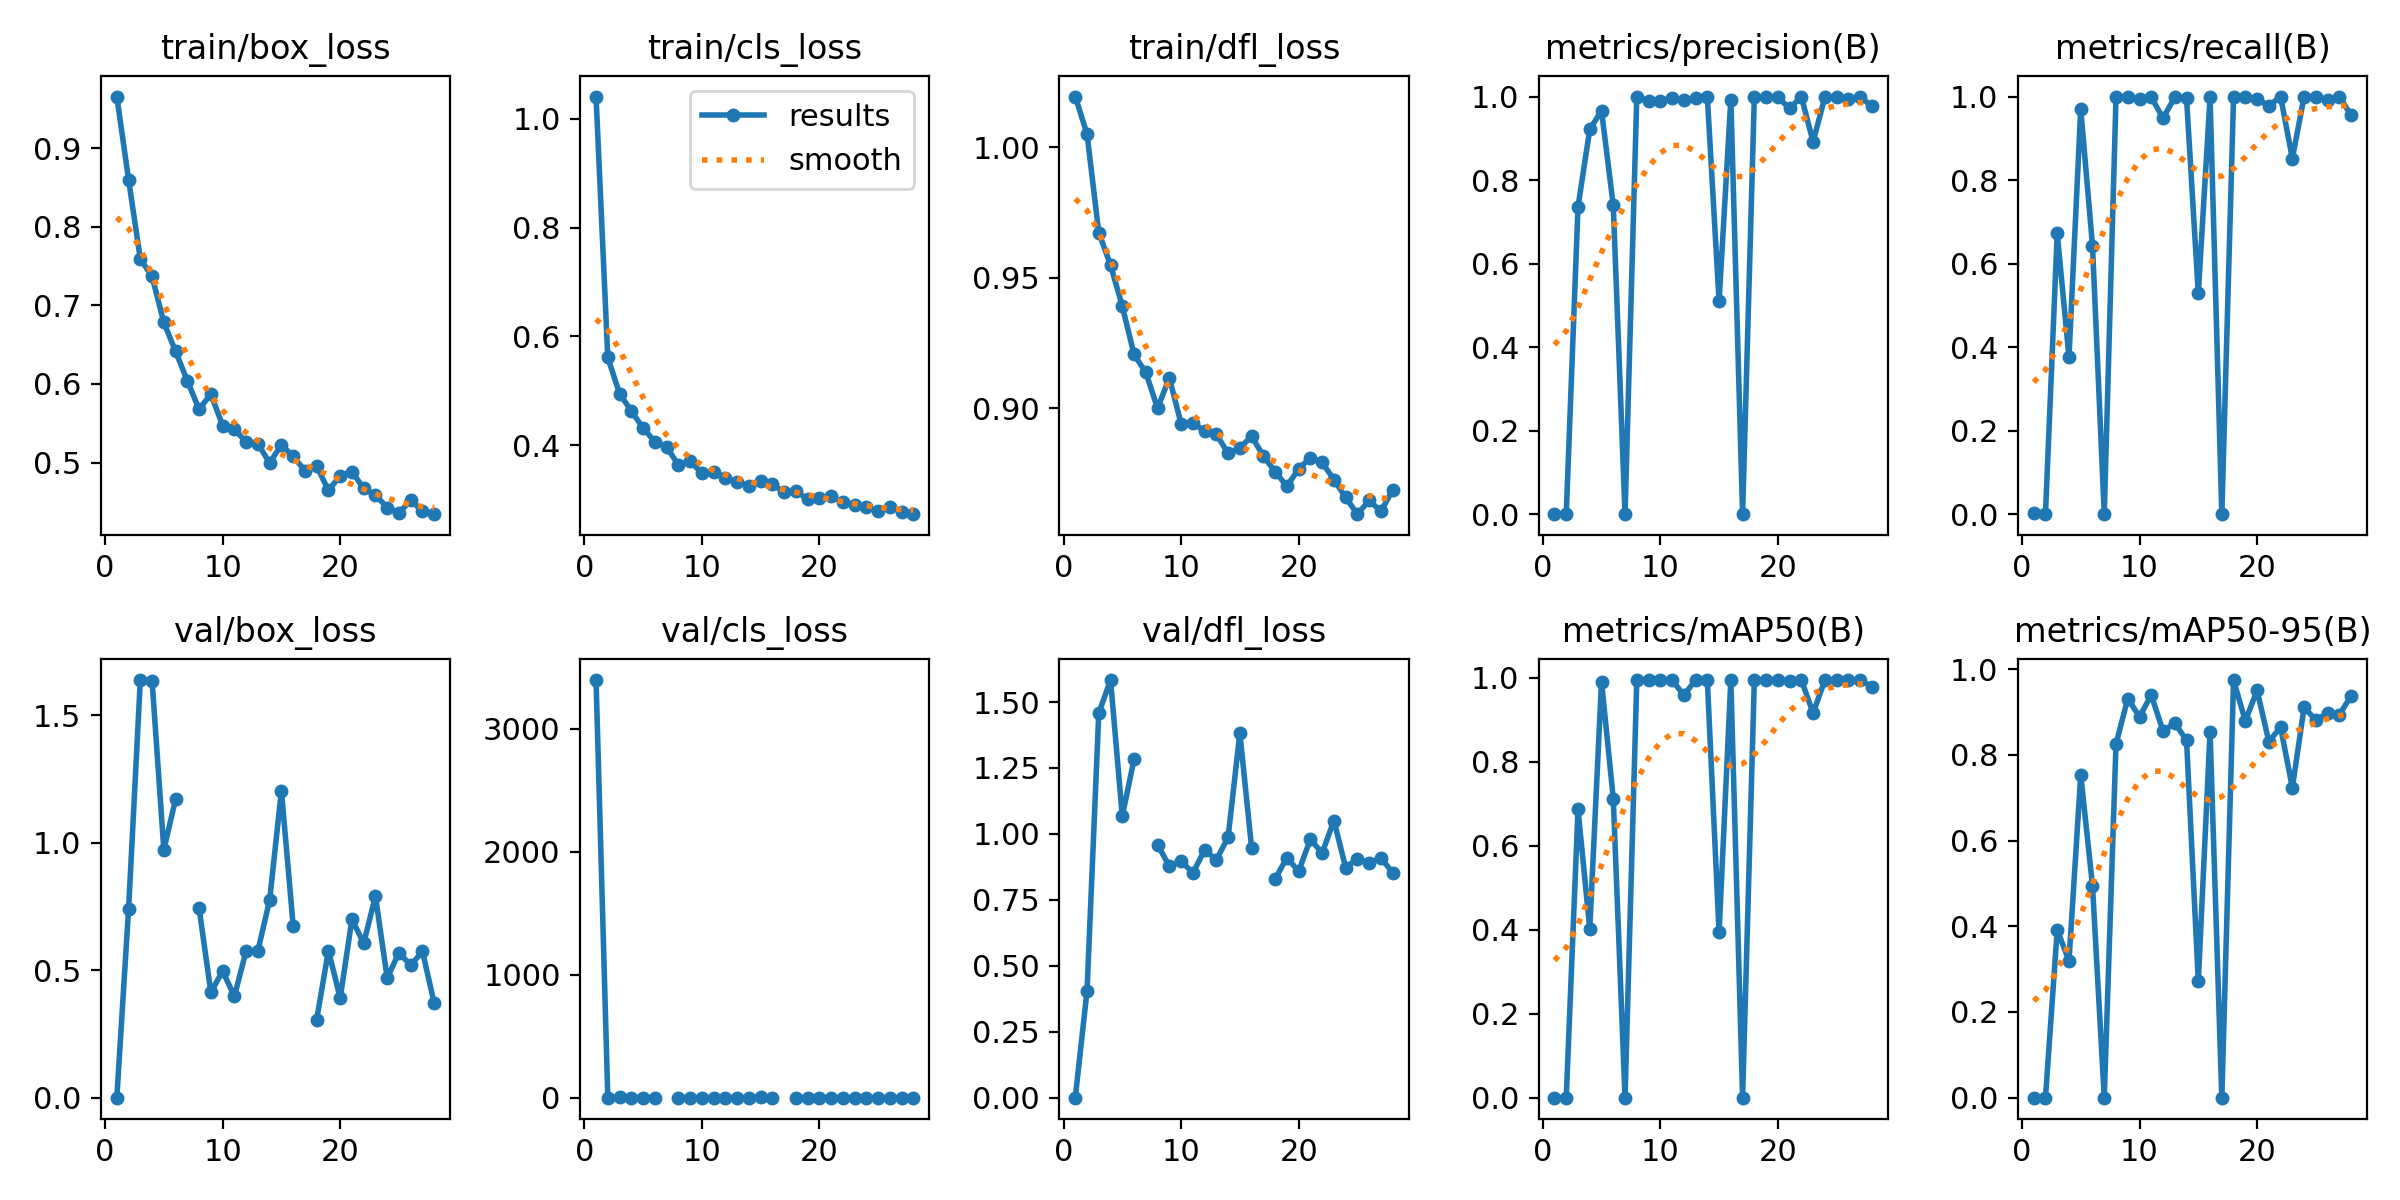 train/box_loss
0.9
0.8
0.7
0.6
0.5
0 10 20
train/cls_loss
results
smooth
1.0
0.8
0.6
0.4
0 10 20
train/dfl_loss
1.00
0.95
0.90
0 10 20
metrics/precision(B)
1.0
0.8
0.6
0.4
0.2
0.0
0 10 20
metrics/recall(B)
1.0
0.8
0.6
0.4
0.2
0.0
0 10 20
val/box_loss
1.5
1.0
0.5
0.0
0 10 20
val/cls_loss
3000
2000
1000
0
0 10 20
val/dfl_loss
1.50
1.25
1.00
0.75
0.50
0.25
0.00
0 10 20
metrics/mAP50(B)
1.0
0.8
0.6
0.4
0.2
0.0
0 10 20
metrics/mAP50-95(B)
1.0
0.8
0.6
0.4
0.2
0.0
0 10 20